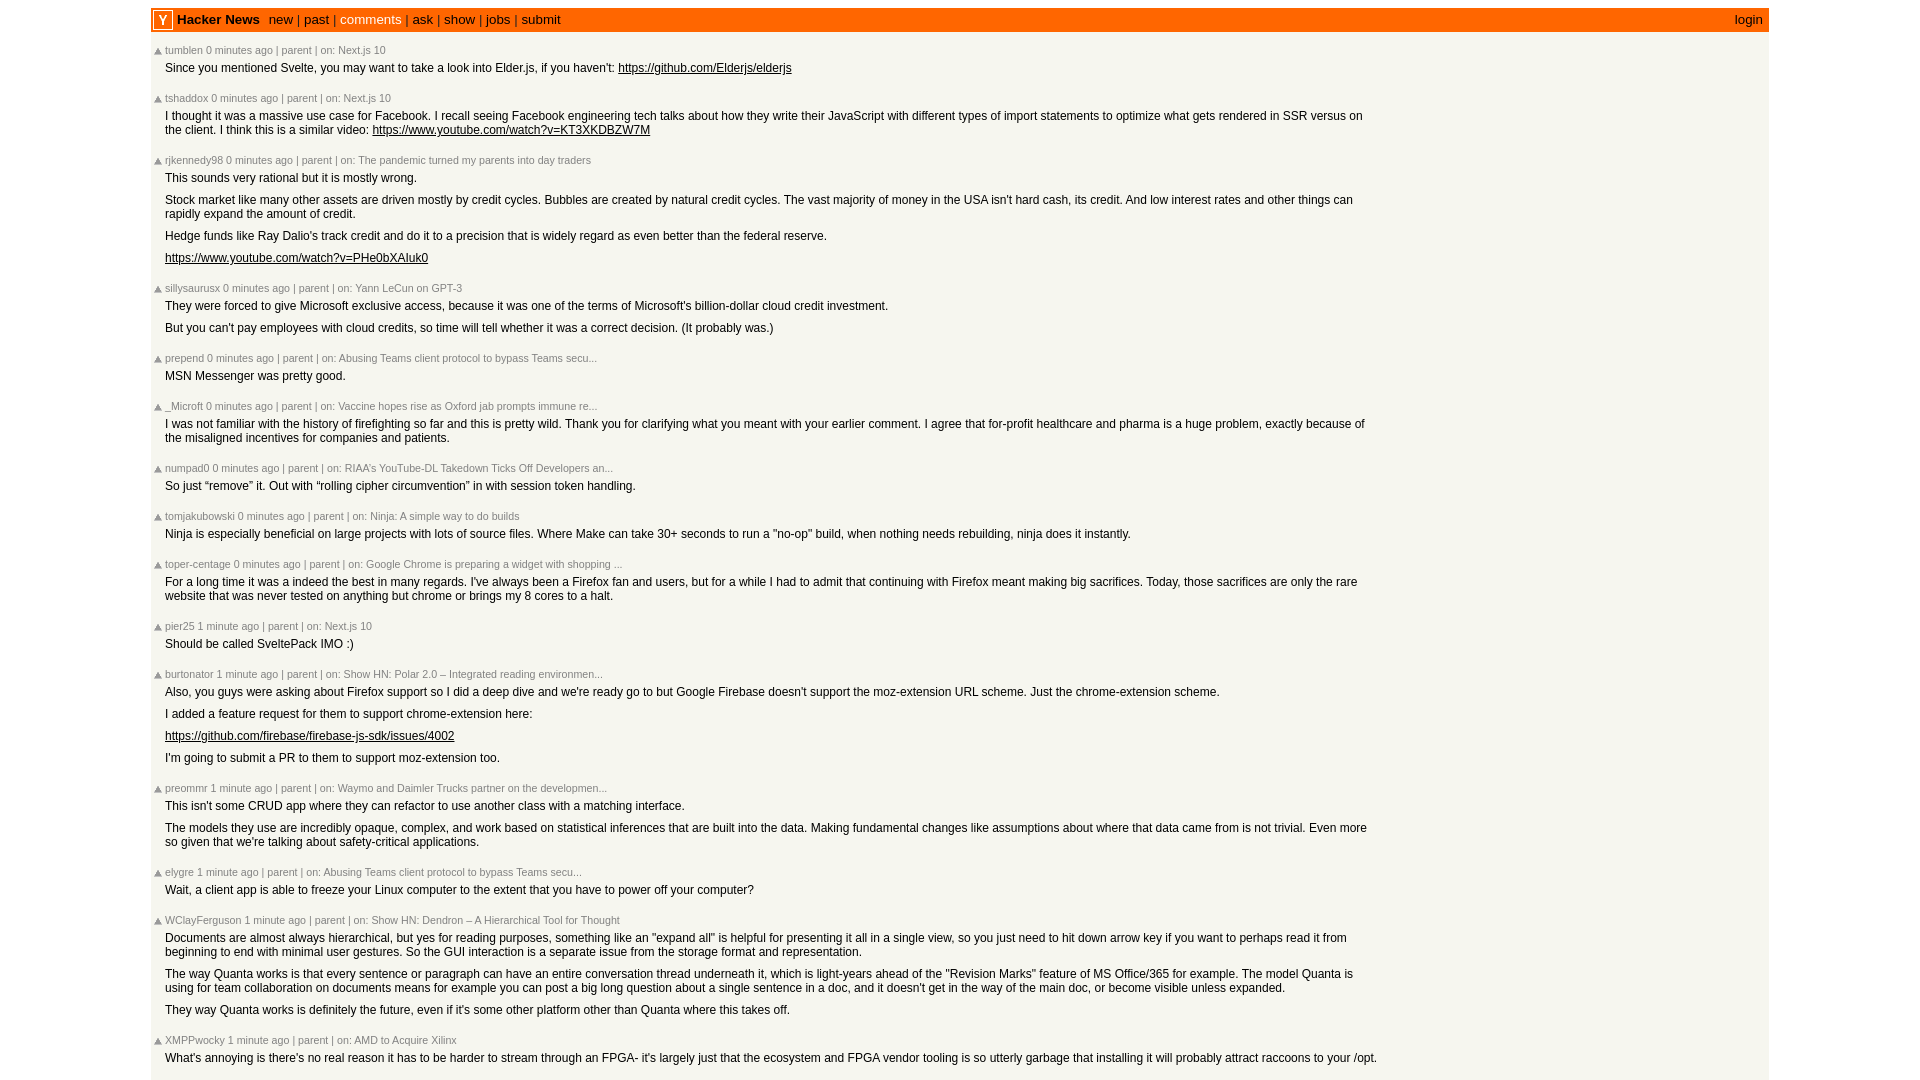 Y Hacker News new | past | comments | ask | show | jobs | submit login
tumblen 0 minutes ago | parent | on: Next.js 10
Since you mentioned Svelte, you may want to take a look into Elder.js, if you haven't: https://github.com/Elderjs/elderjs
tshaddox 0 minutes ago | parent | on: Next.js 10
I thought it was a massive use case for Facebook. I recall seeing Facebook engineering tech talks about how they write their JavaScript with different types of import statements to optimize what gets rendered in SSR versus on
the client. I think this is a similar video: https://www.youtube.com/watch?v=KT3XKDBZW7M
rjkennedy98 0 minutes ago | parent | on: The pandemic turned my parents into day traders
This sounds very rational but it is mostly wrong.
Stock market like many other assets are driven mostly by credit cycles. Bubbles are created by natural credit cycles. The vast majority of money in the USA isn't hard cash, its credit. And low interest rates and other things can
rapidly expand the amount of credit.
Hedge funds like Ray Dalio's track credit and do it to a precision that is widely regard as even better than the federal reserve.
https://www.youtube.com/watch?v=PHe0bXAIuk0
sillysaurusx 0 minutes ago | parent | on: Yann LeCun on GPT-3
They were forced to give Microsoft exclusive access, because it was one of the terms of Microsoft's billion-dollar cloud credit investment.
But you can't pay employees with cloud credits, so time will tell whether it was a correct decision. (It probably was.)
prepend 0 minutes ago | parent | on: Abusing Teams client protocol to bypass Teams secu...
MSN Messenger was pretty good.
_Microft 0 minutes ago | parent | on: Vaccine hopes rise as Oxford jab prompts immune re...
I was not familiar with the history of firefighting so far and this is pretty wild. Thank you for clarifying what you meant with your earlier comment. I agree that for-profit healthcare and pharma is a huge problem, exactly because of
the misaligned incentives for companies and patients.
numpad0 0 minutes ago | parent | on: RIAA's YouTube-DL Takedown Ticks Off Developers an...
So just “remove” it. Out with “rolling cipher circumvention” in with session token handling.
tomjakubowski 0 minutes ago | parent | on: Ninja: A simple way to do builds
Ninja is especially beneficial on large projects with lots of source files. Where Make can take 30+ seconds to run a "no-op" build, when nothing needs rebuilding, ninja does it instantly.
toper-centage 0 minutes ago | parent | on: Google Chrome is preparing a widget with shopping ...
For a long time it was a indeed the best in many regards. I've always been a Firefox fan and users, but for a while I had to admit that continuing with Firefox meant making big sacrifices. Today, those sacrifices are only the rare
website that was never tested on anything but chrome or brings my 8 cores to a halt.
pier25 1 minute ago | parent | on: Next.js 10
Should be called SveltePack IMO :)
burtonator 1 minute ago | parent | on: Show HN: Polar 2.0 – Integrated reading environmen...
Also, you guys were asking about Firefox support so I did a deep dive and we're ready go to but Google Firebase doesn't support the moz-extension URL scheme. Just the chrome-extension scheme.
I added a feature request for them to support chrome-extension here:
https://github.com/firebase/firebase-js-sdk/issues/4002
I'm going to submit a PR to them to support moz-extension too.
preommr 1 minute ago | parent | on: Waymo and Daimler Trucks partner on the developmen...
This isn't some CRUD app where they can refactor to use another class with a matching interface.
The models they use are incredibly opaque, complex, and work based on statistical inferences that are built into the data. Making fundamental changes like assumptions about where that data came from is not trivial. Even more
so given that we're talking about safety-critical applications.
elygre 1 minute ago | parent | on: Abusing Teams client protocol to bypass Teams secu...
Wait, a client app is able to freeze your Linux computer to the extent that you have to power off your computer?
WClayFerguson 1 minute ago | parent | on: Show HN: Dendron – A Hierarchical Tool for Thought
Documents are almost always hierarchical, but yes for reading purposes, something like an "expand all" is helpful for presenting it all in a single view, so you just need to hit down arrow key if you want to perhaps read it from
beginning to end with minimal user gestures. So the GUI interaction is a separate issue from the storage format and representation.
The way Quanta works is that every sentence or paragraph can have an entire conversation thread underneath it, which is light-years ahead of the "Revision Marks" feature of MS Office/365 for example. The model Quanta is
using for team collaboration on documents means for example you can post a big long question about a single sentence in a doc, and it doesn't get in the way of the main doc, or become visible unless expanded.
They way Quanta works is definitely the future, even if it's some other platform other than Quanta where this takes off.
XMPPwocky 1 minute ago | parent | on: AMD to Acquire Xilinx
What's annoying is there's no real reason it has to be harder to stream through an FPGA- it's largely just that the ecosystem and FPGA vendor tooling is so utterly garbage that installing it will probably attract raccoons to your /opt.